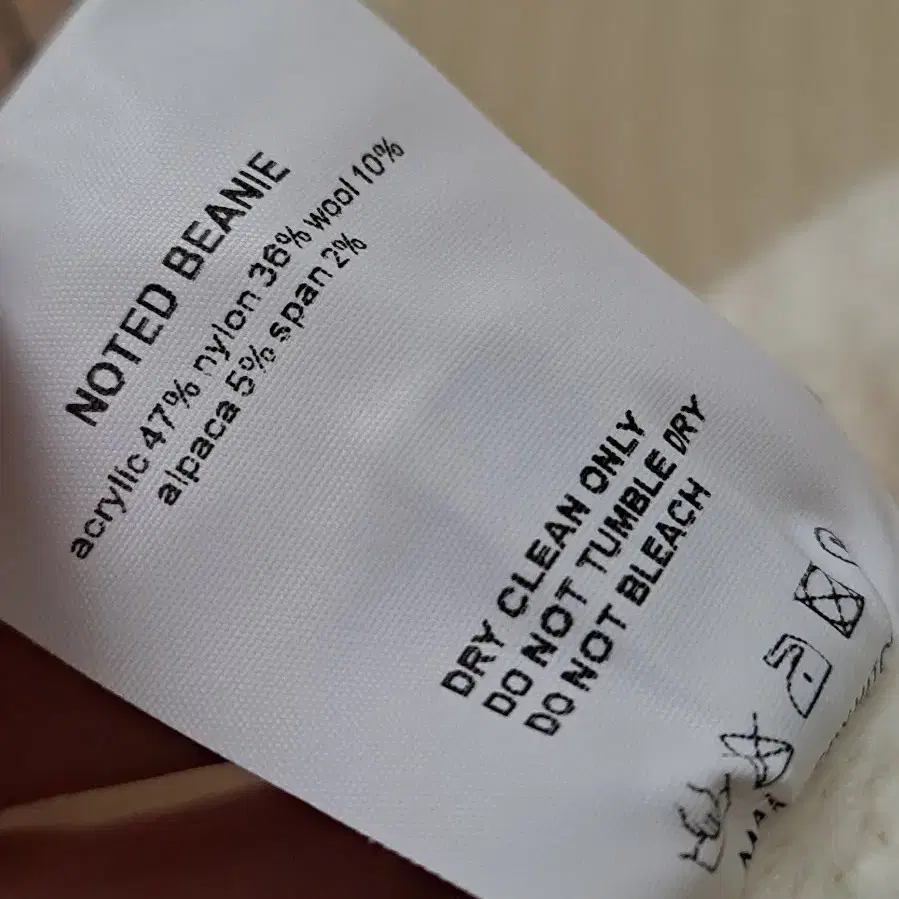 NOTED BEANIE
acrylic 47% nylon 36% wool 10%
alpaca 5% span 2%
DRY CLEAN ONLY
DO NOT TUMBLE DRY
DO NOT BLEACH